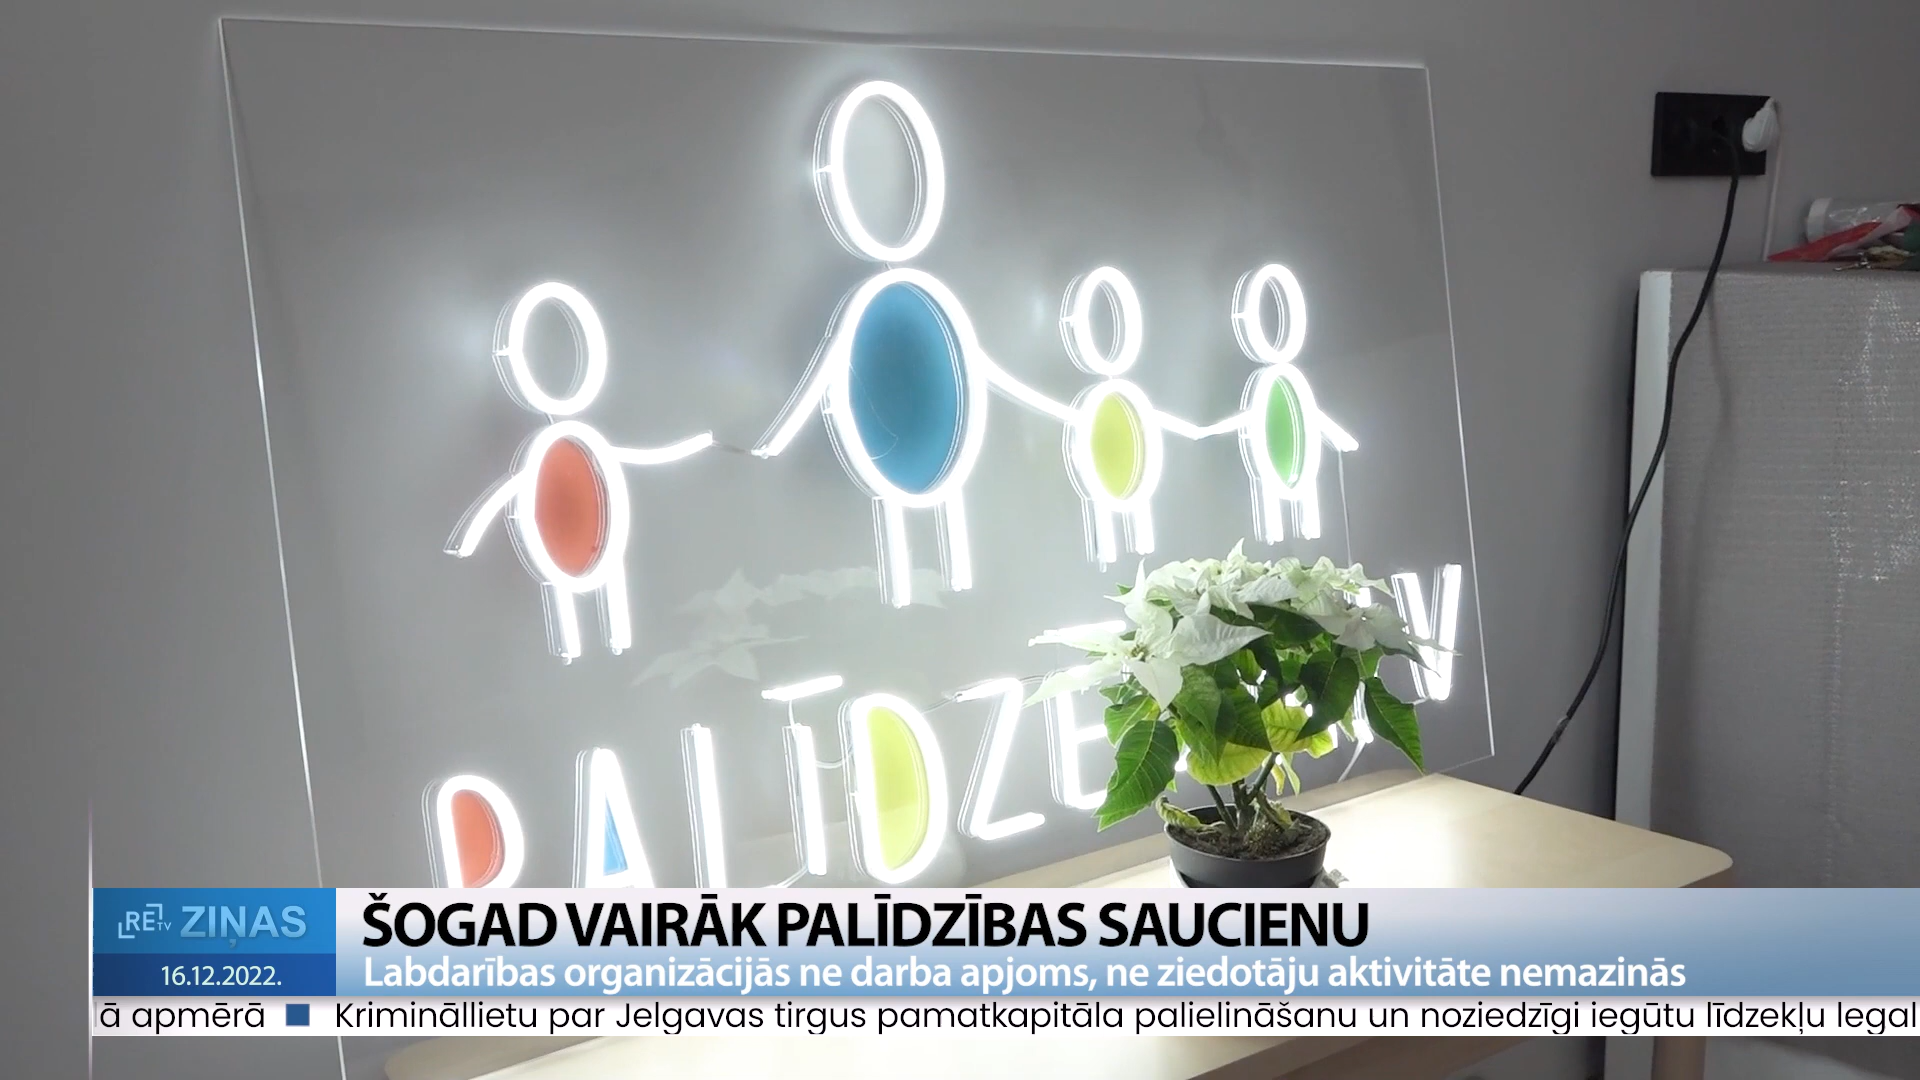 PALĪDZE V
RE TV ZIŅAS
16.12.2022.
ŠOGAD VAIRĀK PALĪDZĪBAS SAUCIENU
Labdarības organizācijās ne darba apjoms, ne ziedotāju aktivitāte nemazinās
ā apmērā ■ Krimināllietu par Jelgavas tirgus pamatkapitāla palielināšanu un noziedzīgi iegūtu līdzekļu legal